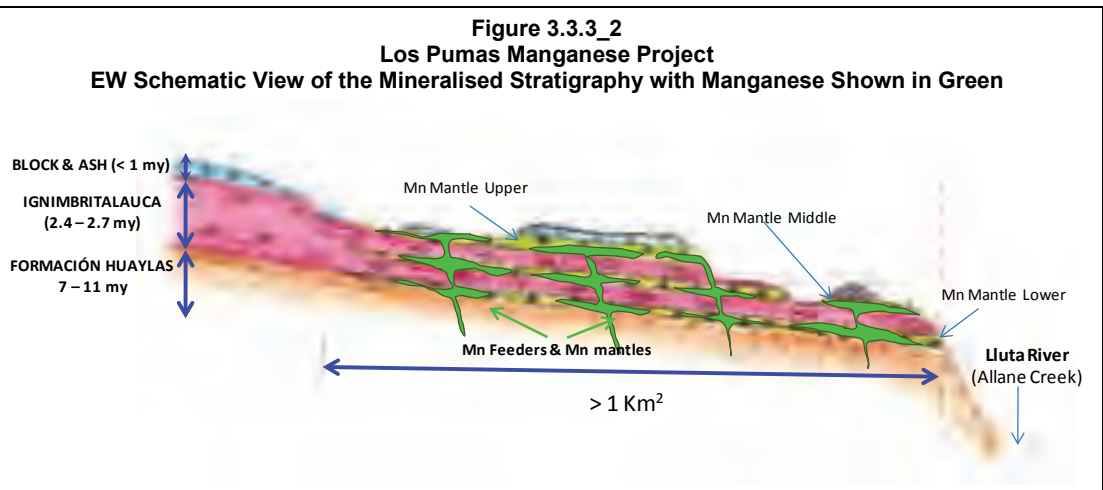 Figure 3.3.3_2
Los Pumas Manganese Project
EW Schematic View of the Mineralised Stratigraphy with Manganese Shown in Green
BLOCK & ASH (< 1 my)
IGNIMBRITALAUCA
(2.4 – 2.7 my)
FORMACIÓN HUAYLAS
7 – 11 my
Mn Mantle Upper
Mn Mantle Middle
Mn Mantle Lower
Mn Feeders & Mn mantles
Lluta River
(Allane Creek)
> 1 Km²